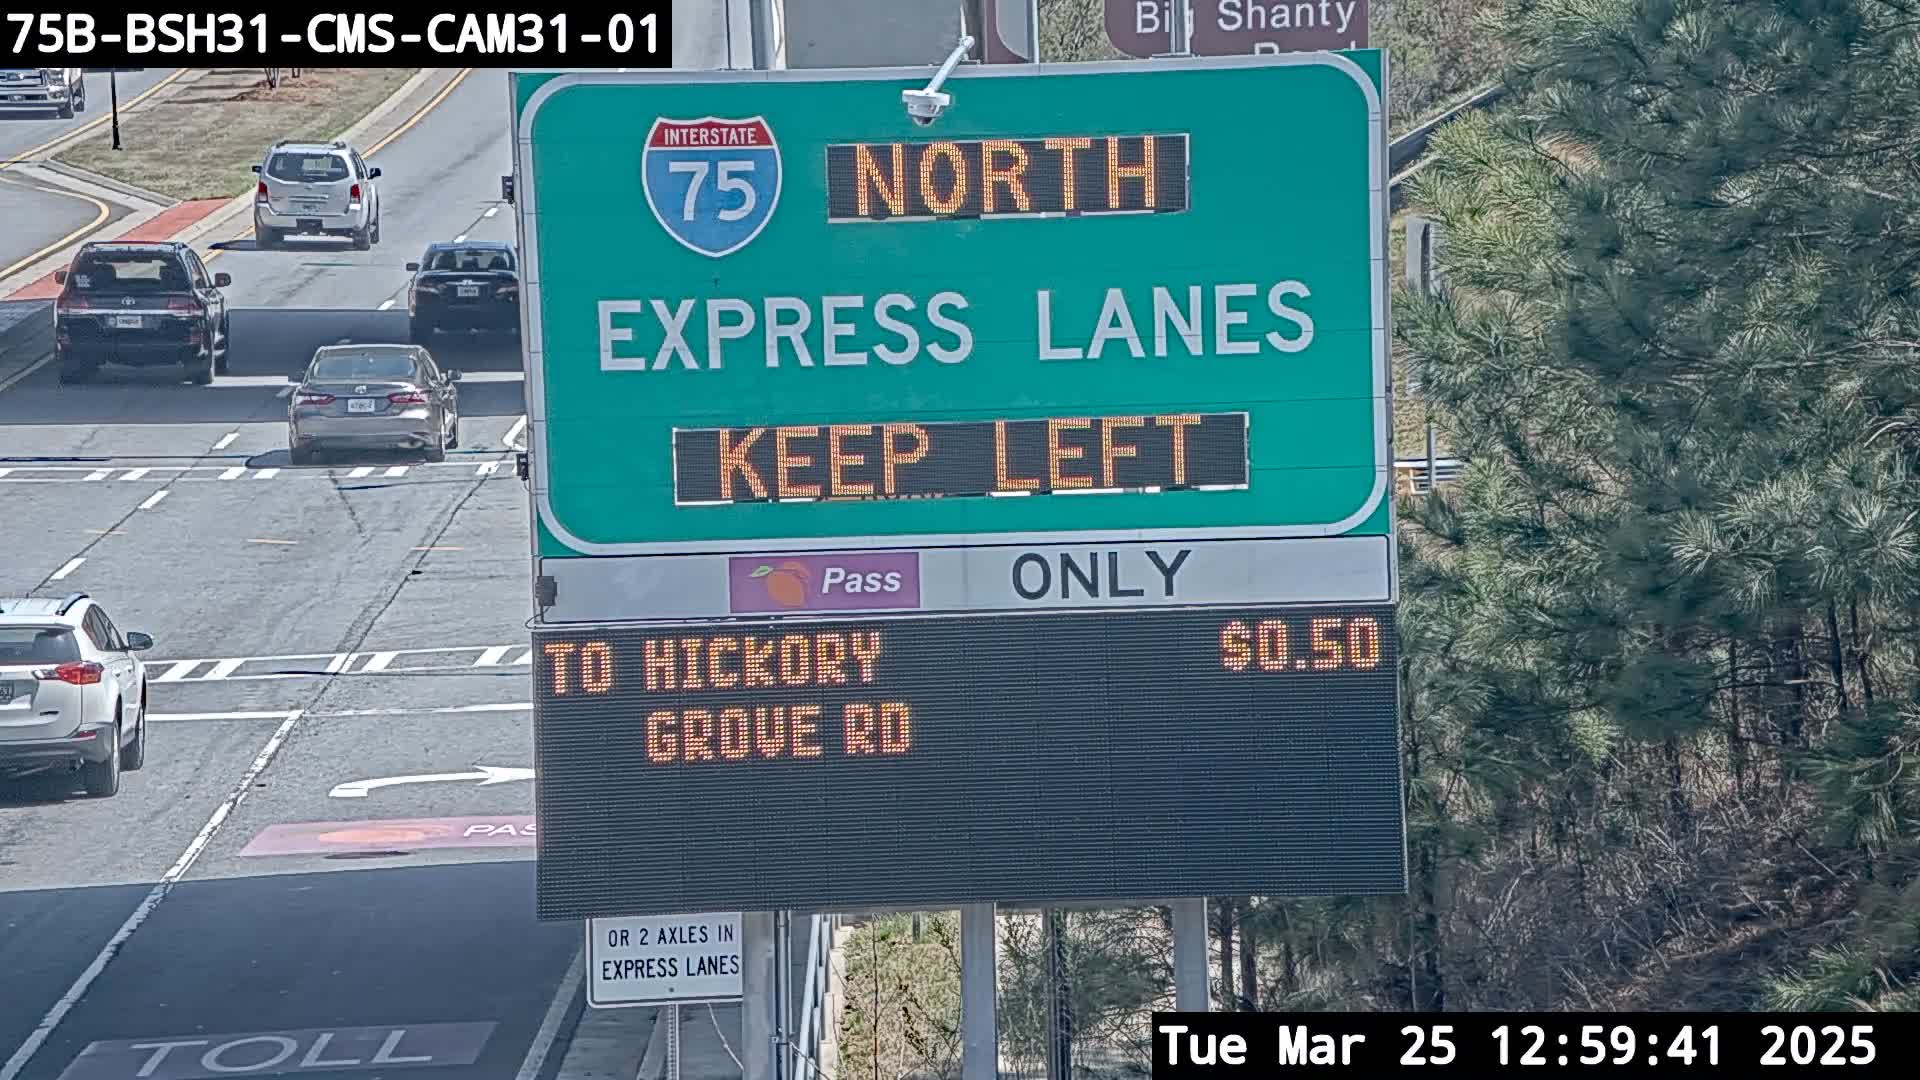 75B-BSH31-CMS-CAM31-01
Big Shanty
Road
INTERSTATE
75
NORTH
EXPRESS LANES
KEEP LEFT
Pass ONLY
TO HICKORY $0.50
GROVE RD
OR 2 AXLES IN
EXPRESS LANES
TOLL
Tue Mar 25 12:59:41 2025